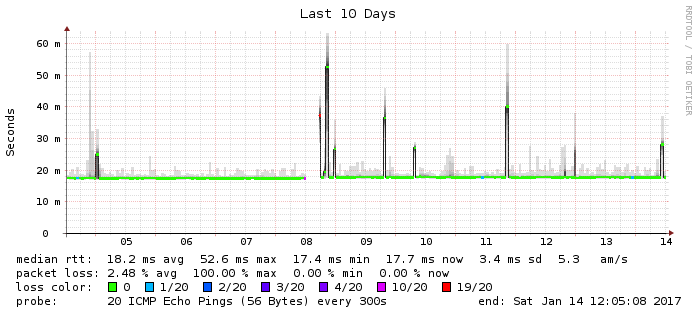 Last 10 Days
RRDTOOL / TOBI OETIKER
Seconds
60 m
50 m
40 m
30 m
20 m
10 m
0
05 06 07 08 09 10 11 12 13 14
median rtt: 18.2 ms avg 52.6 ms max 17.4 ms min 17.7 ms now 3.4 ms sd 5.3 am/s
packet loss: 2.48 % avg 100.00 % max 0.00 % min 0.00 % now
loss color: 0 1/20 2/20 3/20 4/20 10/20 19/20
probe: 20 ICMP Echo Pings (56 Bytes) every 300s end: Sat Jan 14 12:05:08 2017